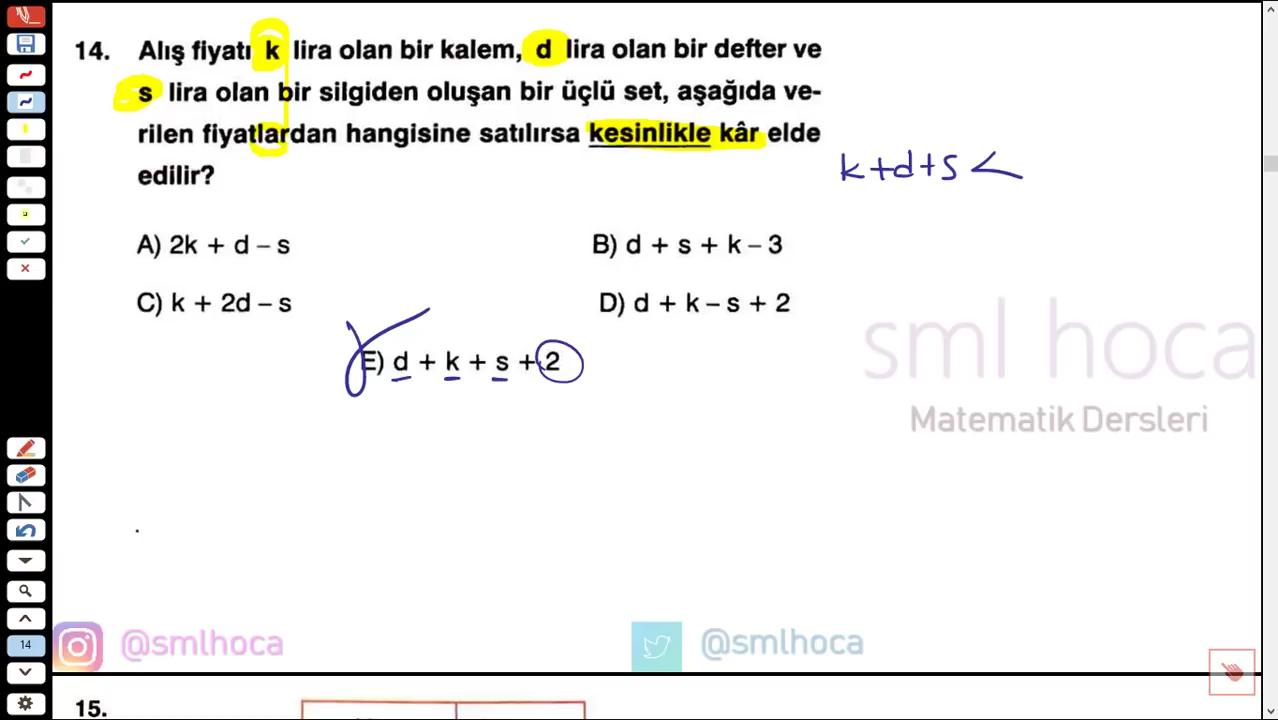 14. Alış fiyatı k lira olan bir kalem, d lira olan bir defter ve
s lira olan bir silgiden oluşan bir üçlü set, aşağıda ve-
rilen fiyatlardan hangisine satılırsa kesinlikle kâr elde
edilir?
k+d+s <
A) 2k + d – s
B) d + s + k – 3
C) k + 2d – s
D) d + k – s + 2
E) d + k + s + 2
sml hoca
Matematik Dersleri
14
@smlhoca
@smlhoca
15.